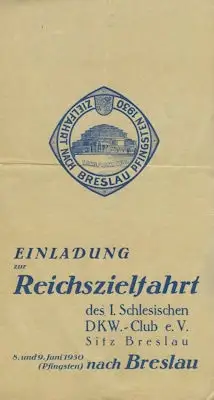 ZIELFAHRT NACH BRESLAU PFINGSTEN 1930
EINLADUNG
zur
Reichszielfahrt
des I. Schlesischen
DKW.-Club e.V.
Sitz Breslau
8. und 9. Juni 1930
(Pfingsten) nach Breslau